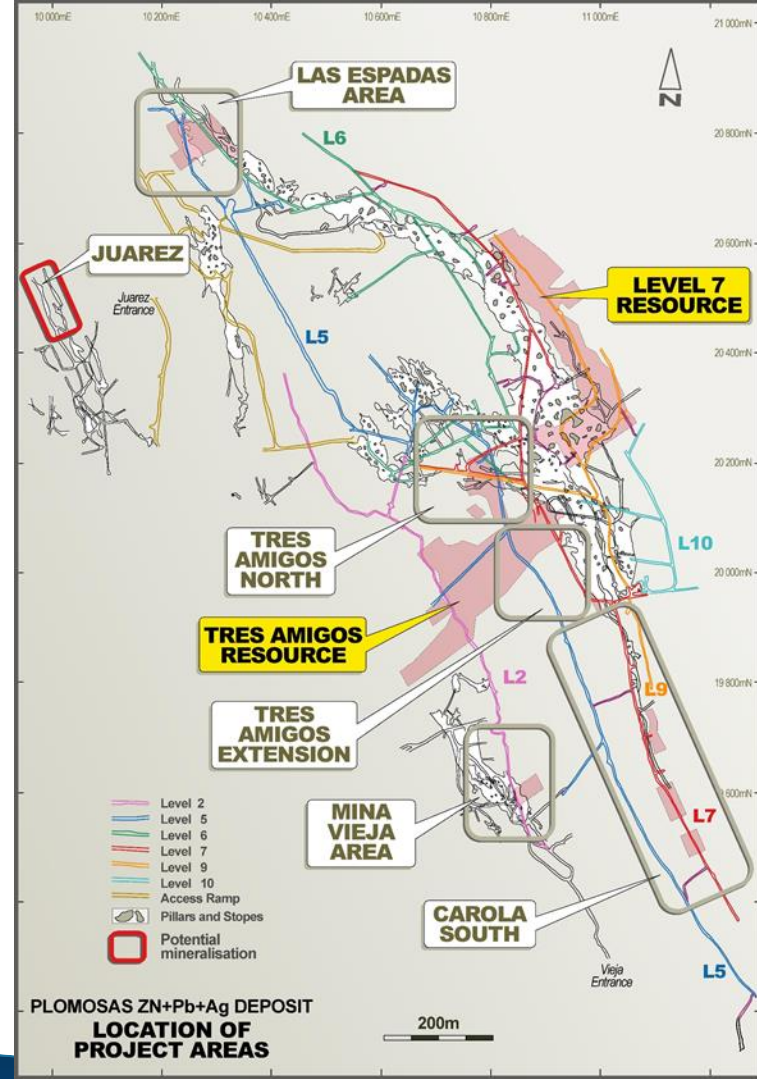 10 000mE
10 200mE
10 400mE
10 600mE
10 800mE
11 000mE
21 000mN
LAS ESPADAS
AREA
N
L6
20 800mN
JUAREZ
20 600mN
Juarez
Entrance
LEVEL 7
RESOURCE
L5
20 400mN
20 200mN
TRES
AMIGOS
NORTH
L10
20 000mN
TRES AMIGOS
RESOURCE
L2
L9
19 800mN
TRES
AMIGOS
EXTENSION
MINA
VIEJA
AREA
600mN
L7
CAROLA
SOUTH
Level 2
Level 5
Level 6
Level 7
Level 9
Level 10
Access Ramp
Pillars and Stopes
Potential
mineralisation
Vieja
Entrance
L5
PLOMOSAS ZN+Pb+Ag DEPOSIT
LOCATION OF
PROJECT AREAS
200m